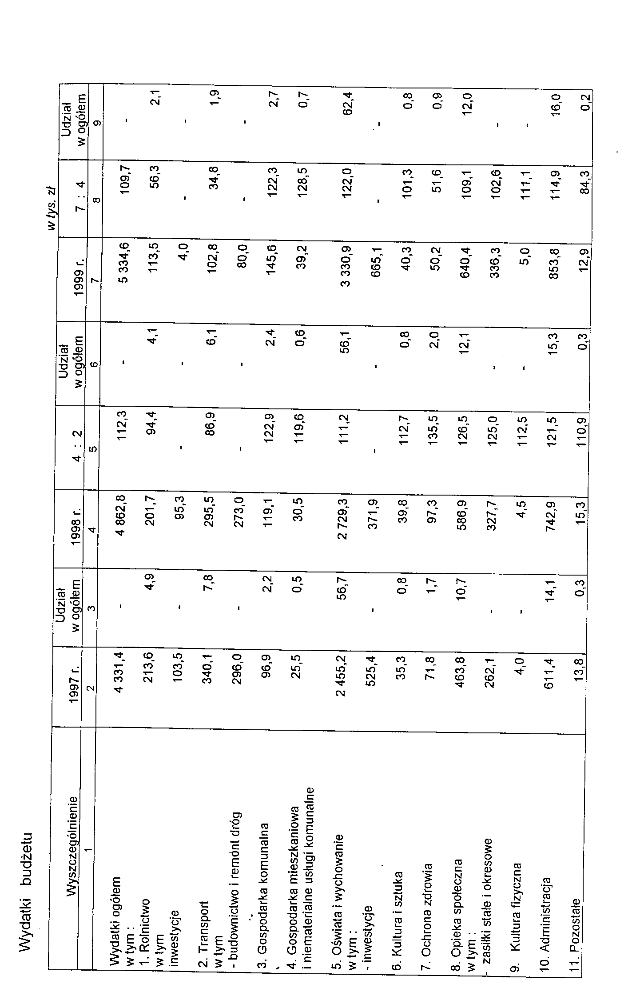 Wydatki budżetu
w tys. zł
Wyszczególnienie 1997 r. Udział w ogółem 1998 r. 4 : 2 Udział w ogółem 1999 r. 7 : 4 Udział w ogółem
1 2 3 4 5 6 7 8 9
Wydatki ogółem 4 331,4 - 4 862,8 112,3 - 5 334,6 109,7 -
w tym :
1. Rolnictwo 213,6 4,9 201,7 94,4 4,1 113,5 56,3 2,1
w tym
inwestycje 103,5 - 95,3 - - 4,0 - -
2. Transport 340,1 7,8 295,5 86,9 6,1 102,8 34,8 1,9
w tym
- budownictwo i remont dróg 296,0 - 273,0 - - 80,0 - -
3. Gospodarka komunalna 96,9 2,2 119,1 122,9 2,4 145,6 122,3 2,7
4. Gospodarka mieszkaniowa 25,5 0,5 30,5 119,6 0,6 39,2 128,5 0,7
i niematerialne usługi komunalne
5. Oświata i wychowanie 2 455,2 56,7 2 729,3 111,2 56,1 3 330,9 122,0 62,4
w tym :
- inwestycje 525,4 - 371,9 - - 665,1 - -
6. Kultura i sztuka 35,3 0,8 39,8 112,7 0,8 40,3 101,3 0,8
7. Ochrona zdrowia 71,8 1,7 97,3 135,5 2,0 50,2 51,6 0,9
8. Opieka społeczna 463,8 10,7 586,9 126,5 12,1 640,4 109,1 12,0
w tym :
- zasiłki stałe i okresowe 262,1 - 327,7 125,0 - 336,3 102,6 -
9. Kultura fizyczna 4,0 - 4,5 112,5 - 5,0 111,1 -
10. Administracja 611,4 14,1 742,9 121,5 15,3 853,8 114,9 16,0
11. Pozostałe 13,8 0,3 15,3 110,9 0,3 12,9 84,3 0,2